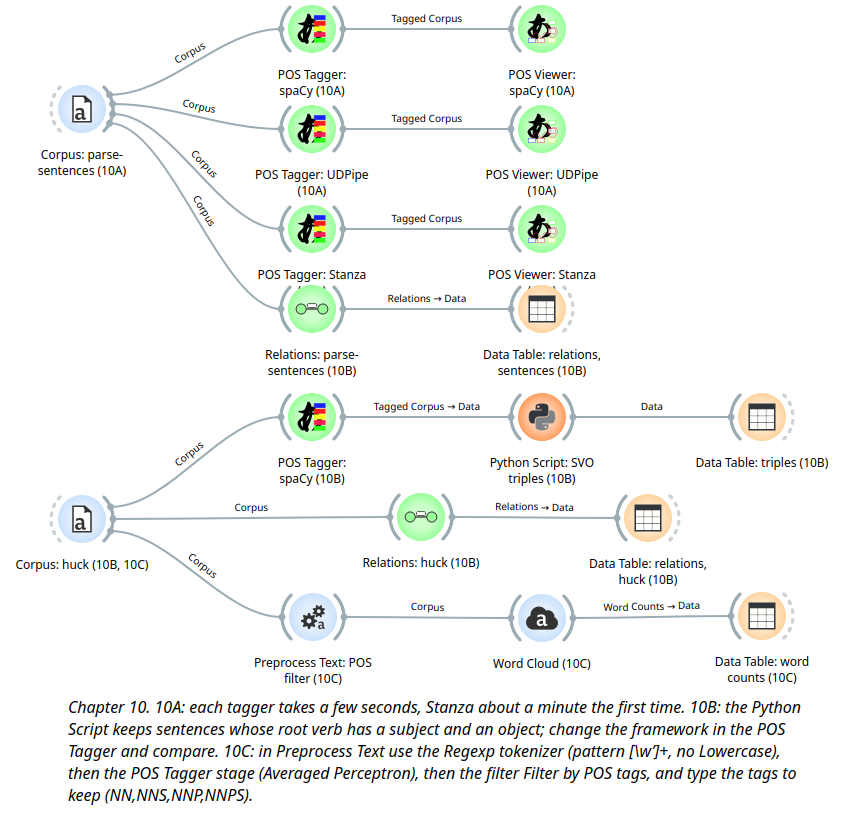 Corpus
Tagged Corpus
POS Tagger:
spaCy (10A)
POS Viewer:
spaCy (10A)
Corpus
Tagged Corpus
Corpus: parse-
sentences (10A)
POS Tagger: UDPipe
(10A)
POS Viewer: UDPipe
(10A)
Corpus
Tagged Corpus
POS Tagger: Stanza
POS Viewer: Stanza
Corpus
Relations → Data
Relations: parse-
sentences (10B)
Data Table: relations,
sentences (10B)
Corpus
Tagged Corpus → Data
Data
POS Tagger:
spaCy (10B)
Python Script: SVO
triples (10B)
Data Table: triples (10B)
Corpus
Relations → Data
Corpus: huck (10B, 10C)
Relations: huck (10B)
Data Table: relations,
huck (10B)
Corpus
Corpus
Word Counts → Data
Preprocess Text: POS
filter (10C)
Word Cloud (10C)
Data Table: word
counts (10C)
Chapter 10. 10A: each tagger takes a few seconds, Stanza about a minute the first time. 10B: the Python
Script keeps sentences whose root verb has a subject and an object; change the framework in the POS
Tagger and compare. 10C: in Preprocess Text use the Regexp tokenizer (pattern [\w']+, no Lowercase),
then the POS Tagger stage (Averaged Perceptron), then the filter Filter by POS tags, and type the tags to
keep (NN,NNS,NNP,NNPS).